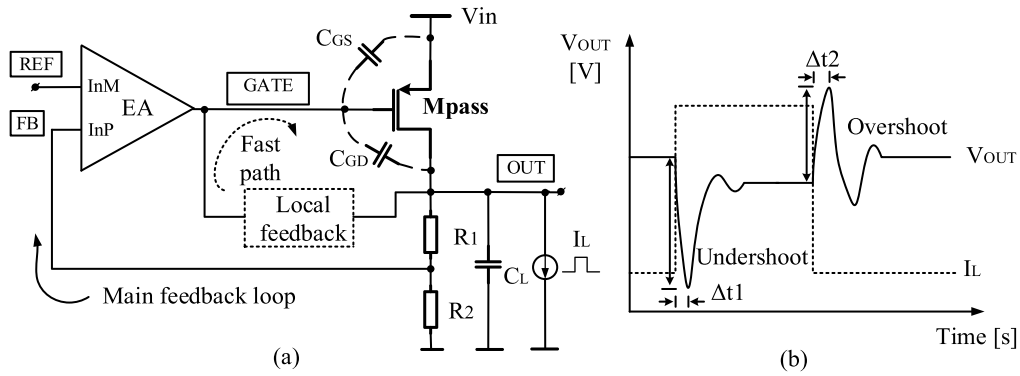 Vin
CGS
REF
InM
EA
GATE
Mpass
FB
InP
Fast
path
CGD
OUT
Local
feedback
R1
IL
CL
Main feedback loop
R2
(a)
VOUT
[V]
Δt2
Overshoot
VOUT
Undershoot
IL
Δt1
Time [s]
(b)